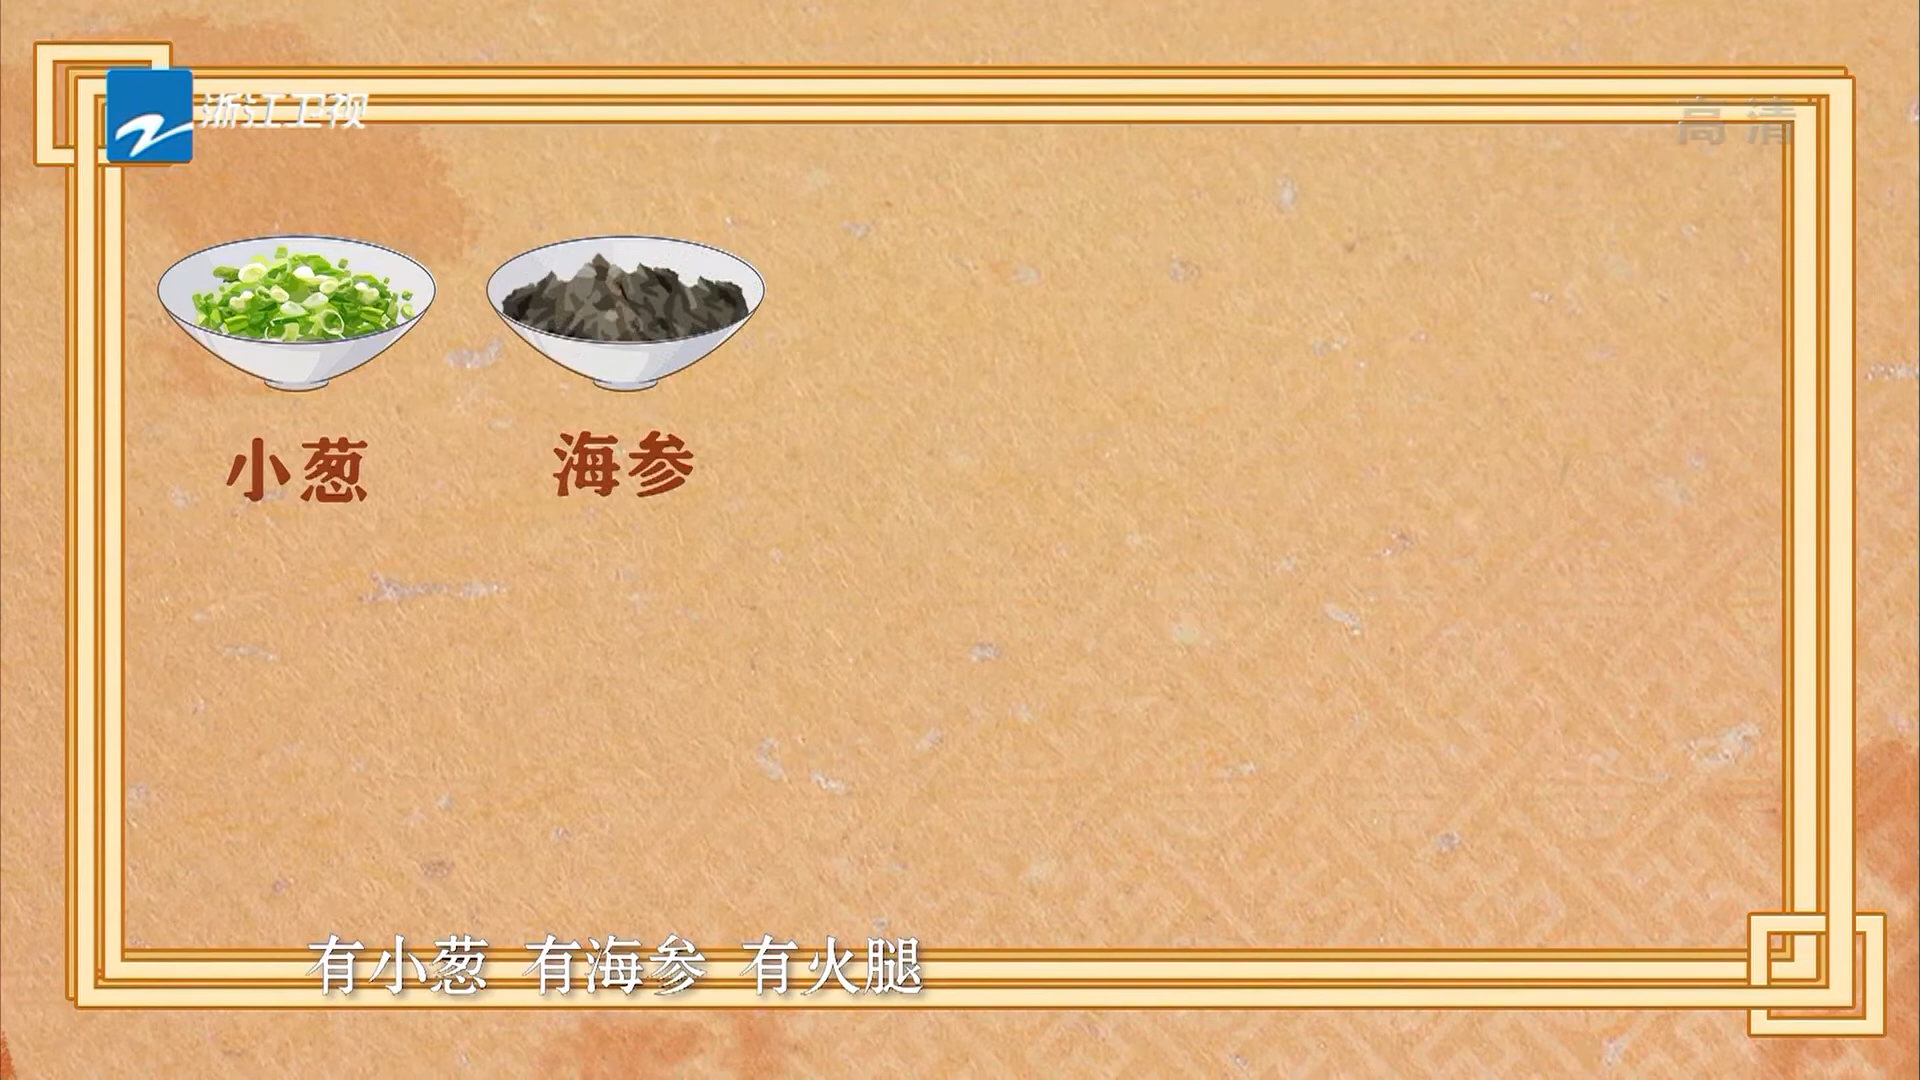 浙江卫视
高清
小葱
海参
有小葱 有海参 有火腿